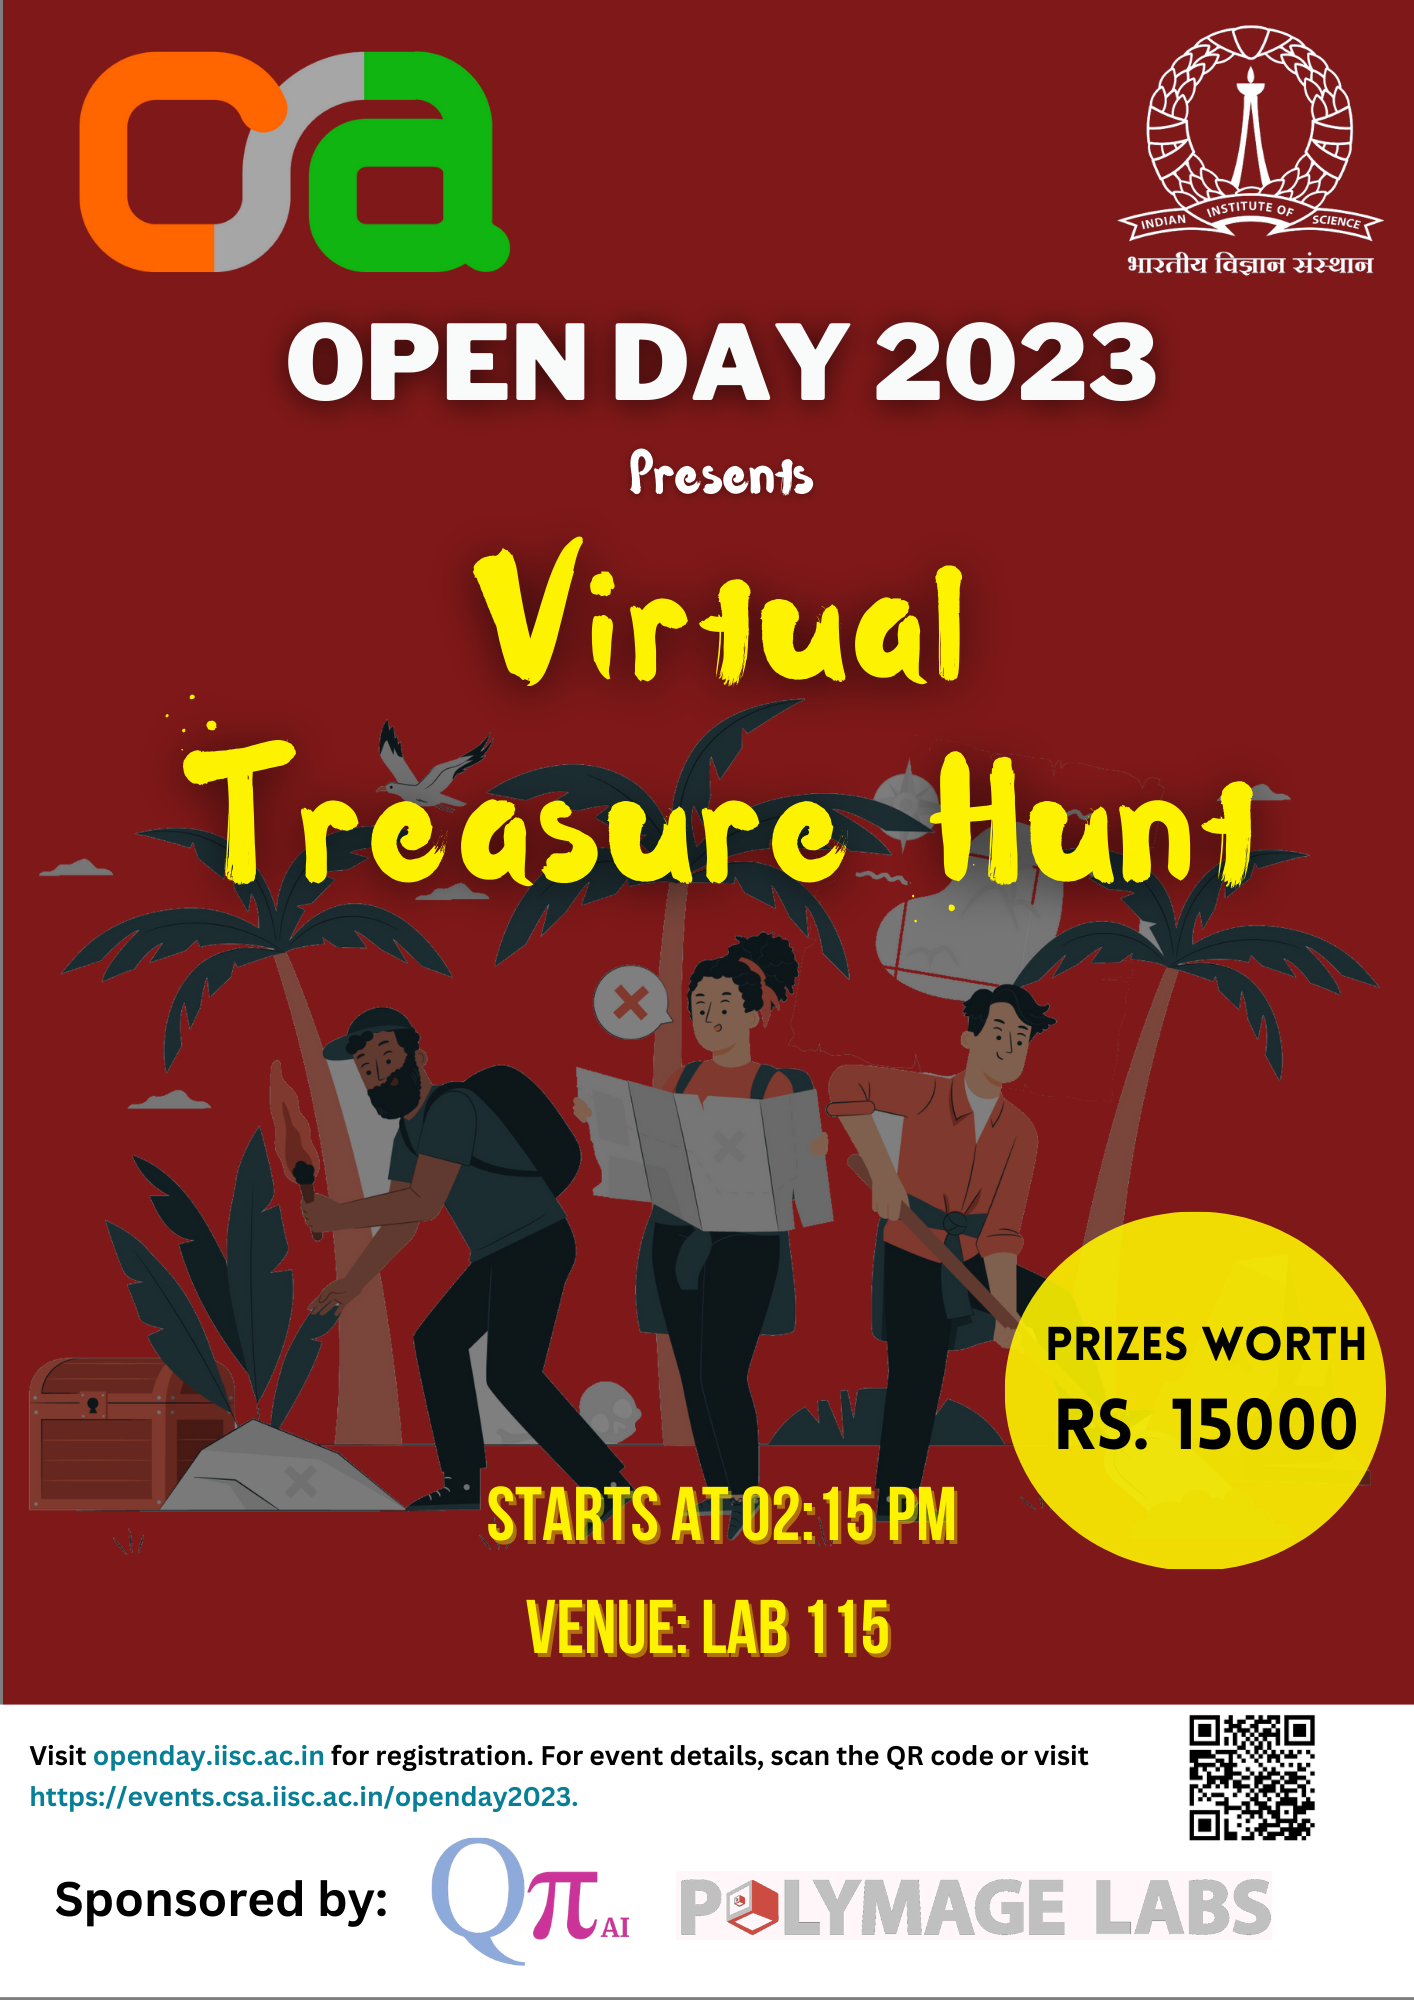 csa
INDIAN INSTITUTE OF SCIENCE
भारतीय विज्ञान संस्थान
OPEN DAY 2023
Presents
Virtual
Treasure Hunt
PRIZES WORTH
RS. 15000
STARTS AT 02:15 PM
VENUE: LAB 115
Visit openday.iisc.ac.in for registration. For event details, scan the QR code or visit
https://events.csa.iisc.ac.in/openday2023.
Sponsored by:
Qπ AI
POLYMAGE LABS